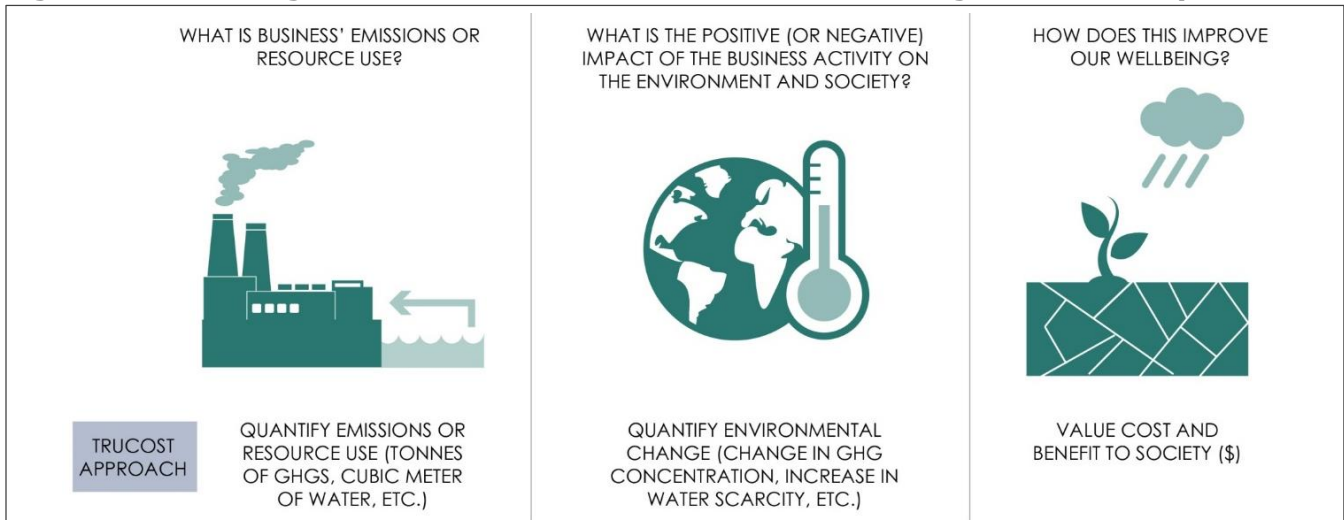 WHAT IS BUSINESS' EMISSIONS OR
RESOURCE USE?
WHAT IS THE POSITIVE (OR NEGATIVE)
IMPACT OF THE BUSINESS ACTIVITY ON
THE ENVIRONMENT AND SOCIETY?
HOW DOES THIS IMPROVE
OUR WELLBEING?
TRUCOST
APPROACH
QUANTIFY EMISSIONS OR
RESOURCE USE (TONNES
OF GHGS, CUBIC METER
OF WATER, ETC.)
QUANTIFY ENVIRONMENTAL
CHANGE (CHANGE IN GHG
CONCENTRATION, INCREASE IN
WATER SCARCITY, ETC.)
VALUE COST AND
BENEFIT TO SOCIETY ($)